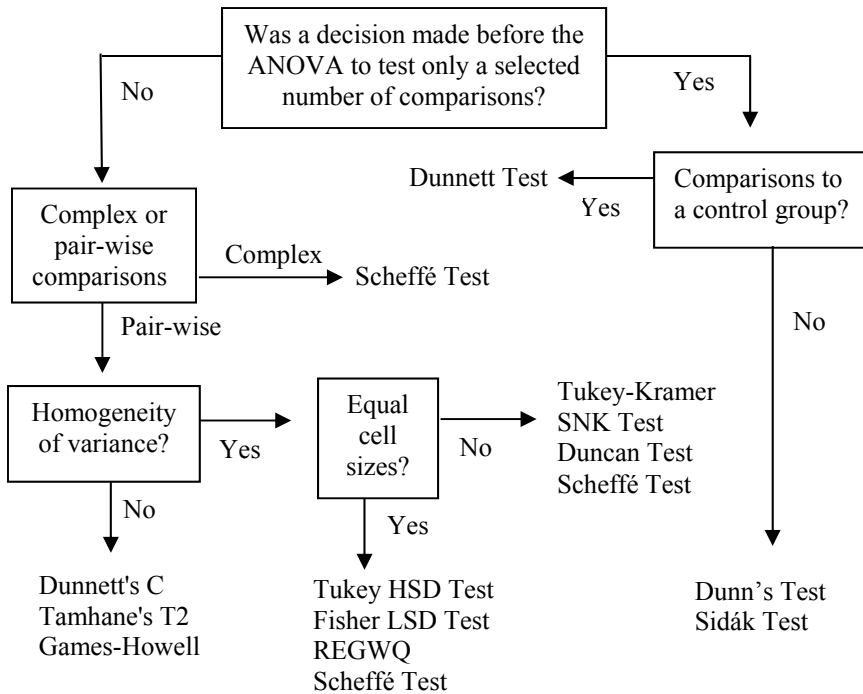 Was a decision made before the
ANOVA to test only a selected
number of comparisons?
No
Yes
Dunnett Test
Yes
Comparisons to
a control group?
Complex or
pair-wise
comparisons
Complex
Scheffé Test
Pair-wise
No
Homogeneity
of variance?
Yes
Equal
cell
sizes?
No
Tukey-Kramer
SNK Test
Duncan Test
Scheffé Test
No
Yes
Dunnett's C
Tamhane's T2
Games-Howell
Tukey HSD Test
Fisher LSD Test
REGWQ
Scheffé Test
Dunn’s Test
Sidák Test